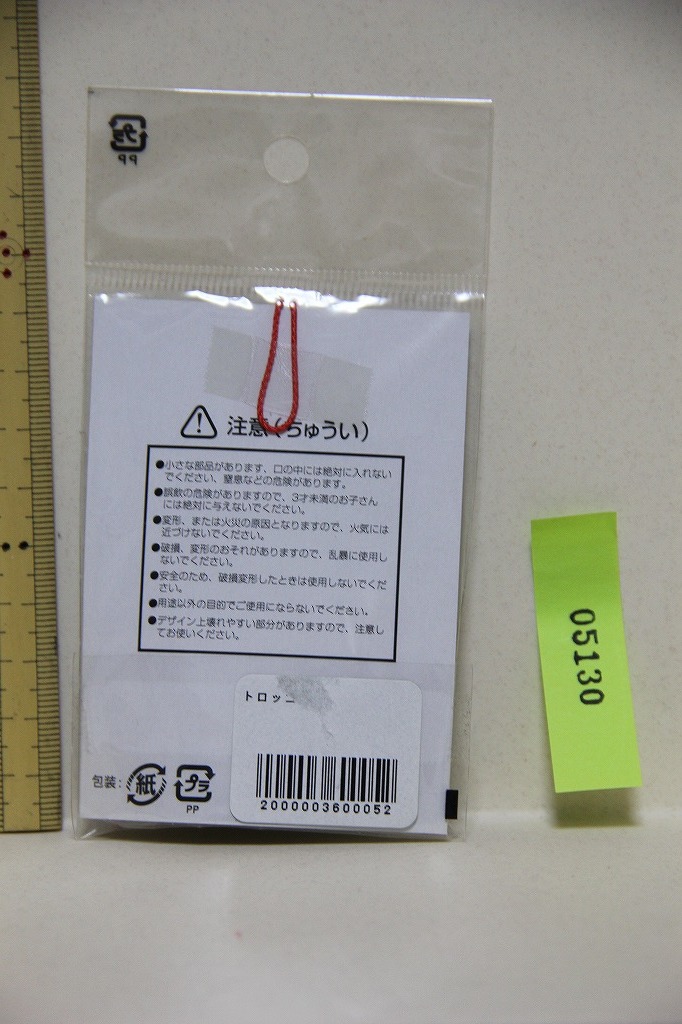 PP
注意(ちゅうい)
●小さな部品があります、口の中には絶対に入れない
でください、窒息などの危険があります。
●誤飲の危険がありますので、3才未満のお子さん
には絶対に与えないでください。
●変形、または火災の原因となりますので、火気には
近づけないでください。
●破損、変形のおそれがありますので、乱暴に使用し
ないでください。
●安全のため、破損変形したときは使用しないでくだ
さい。
●用途以外の目的でご使用にならないでください。
●デザイン上壊れやすい部分がありますので、注意し
てお使いください。
05130
トロッ
2000003600052
包装: 紙 プラ
PP